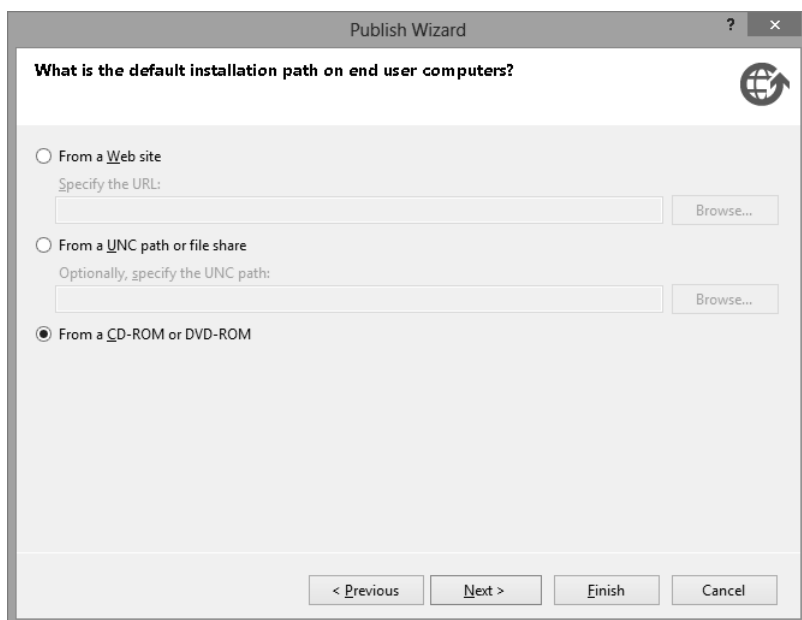 Publish Wizard
? ×
What is the default installation path on end user computers?
From a Web site
Specify the URL:
Browse...
From a UNC path or file share
Optionally, specify the UNC path:
Browse...
From a CD-ROM or DVD-ROM
< Previous Next > Finish Cancel